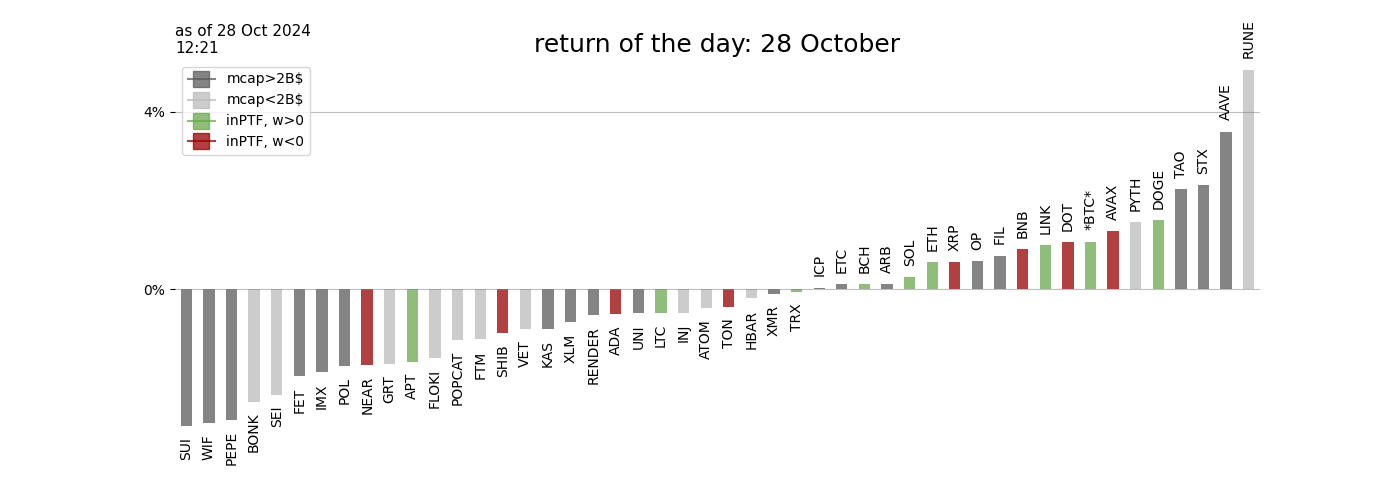 as of 28 Oct 2024
12:21
return of the day: 28 October
mcap>2B$
mcap<2B$
inPTF, w>0
inPTF, w<0
4%
0%
SUI
WIF
PEPE
BONK
SEI
FET
IMX
POL
NEAR
GRT
APT
FLOKI
POPCAT
FTM
SHIB
VET
KAS
XLM
RENDER
ADA
UNI
LTC
INJ
ATOM
TON
HBAR
XMR
TRX
ICP
ETC
BCH
ARB
SOL
ETH
XRP
OP
FIL
BNB
LINK
DOT
*BTC*
AVAX
PYTH
DOGE
TAO
STX
AAVE
RUNE